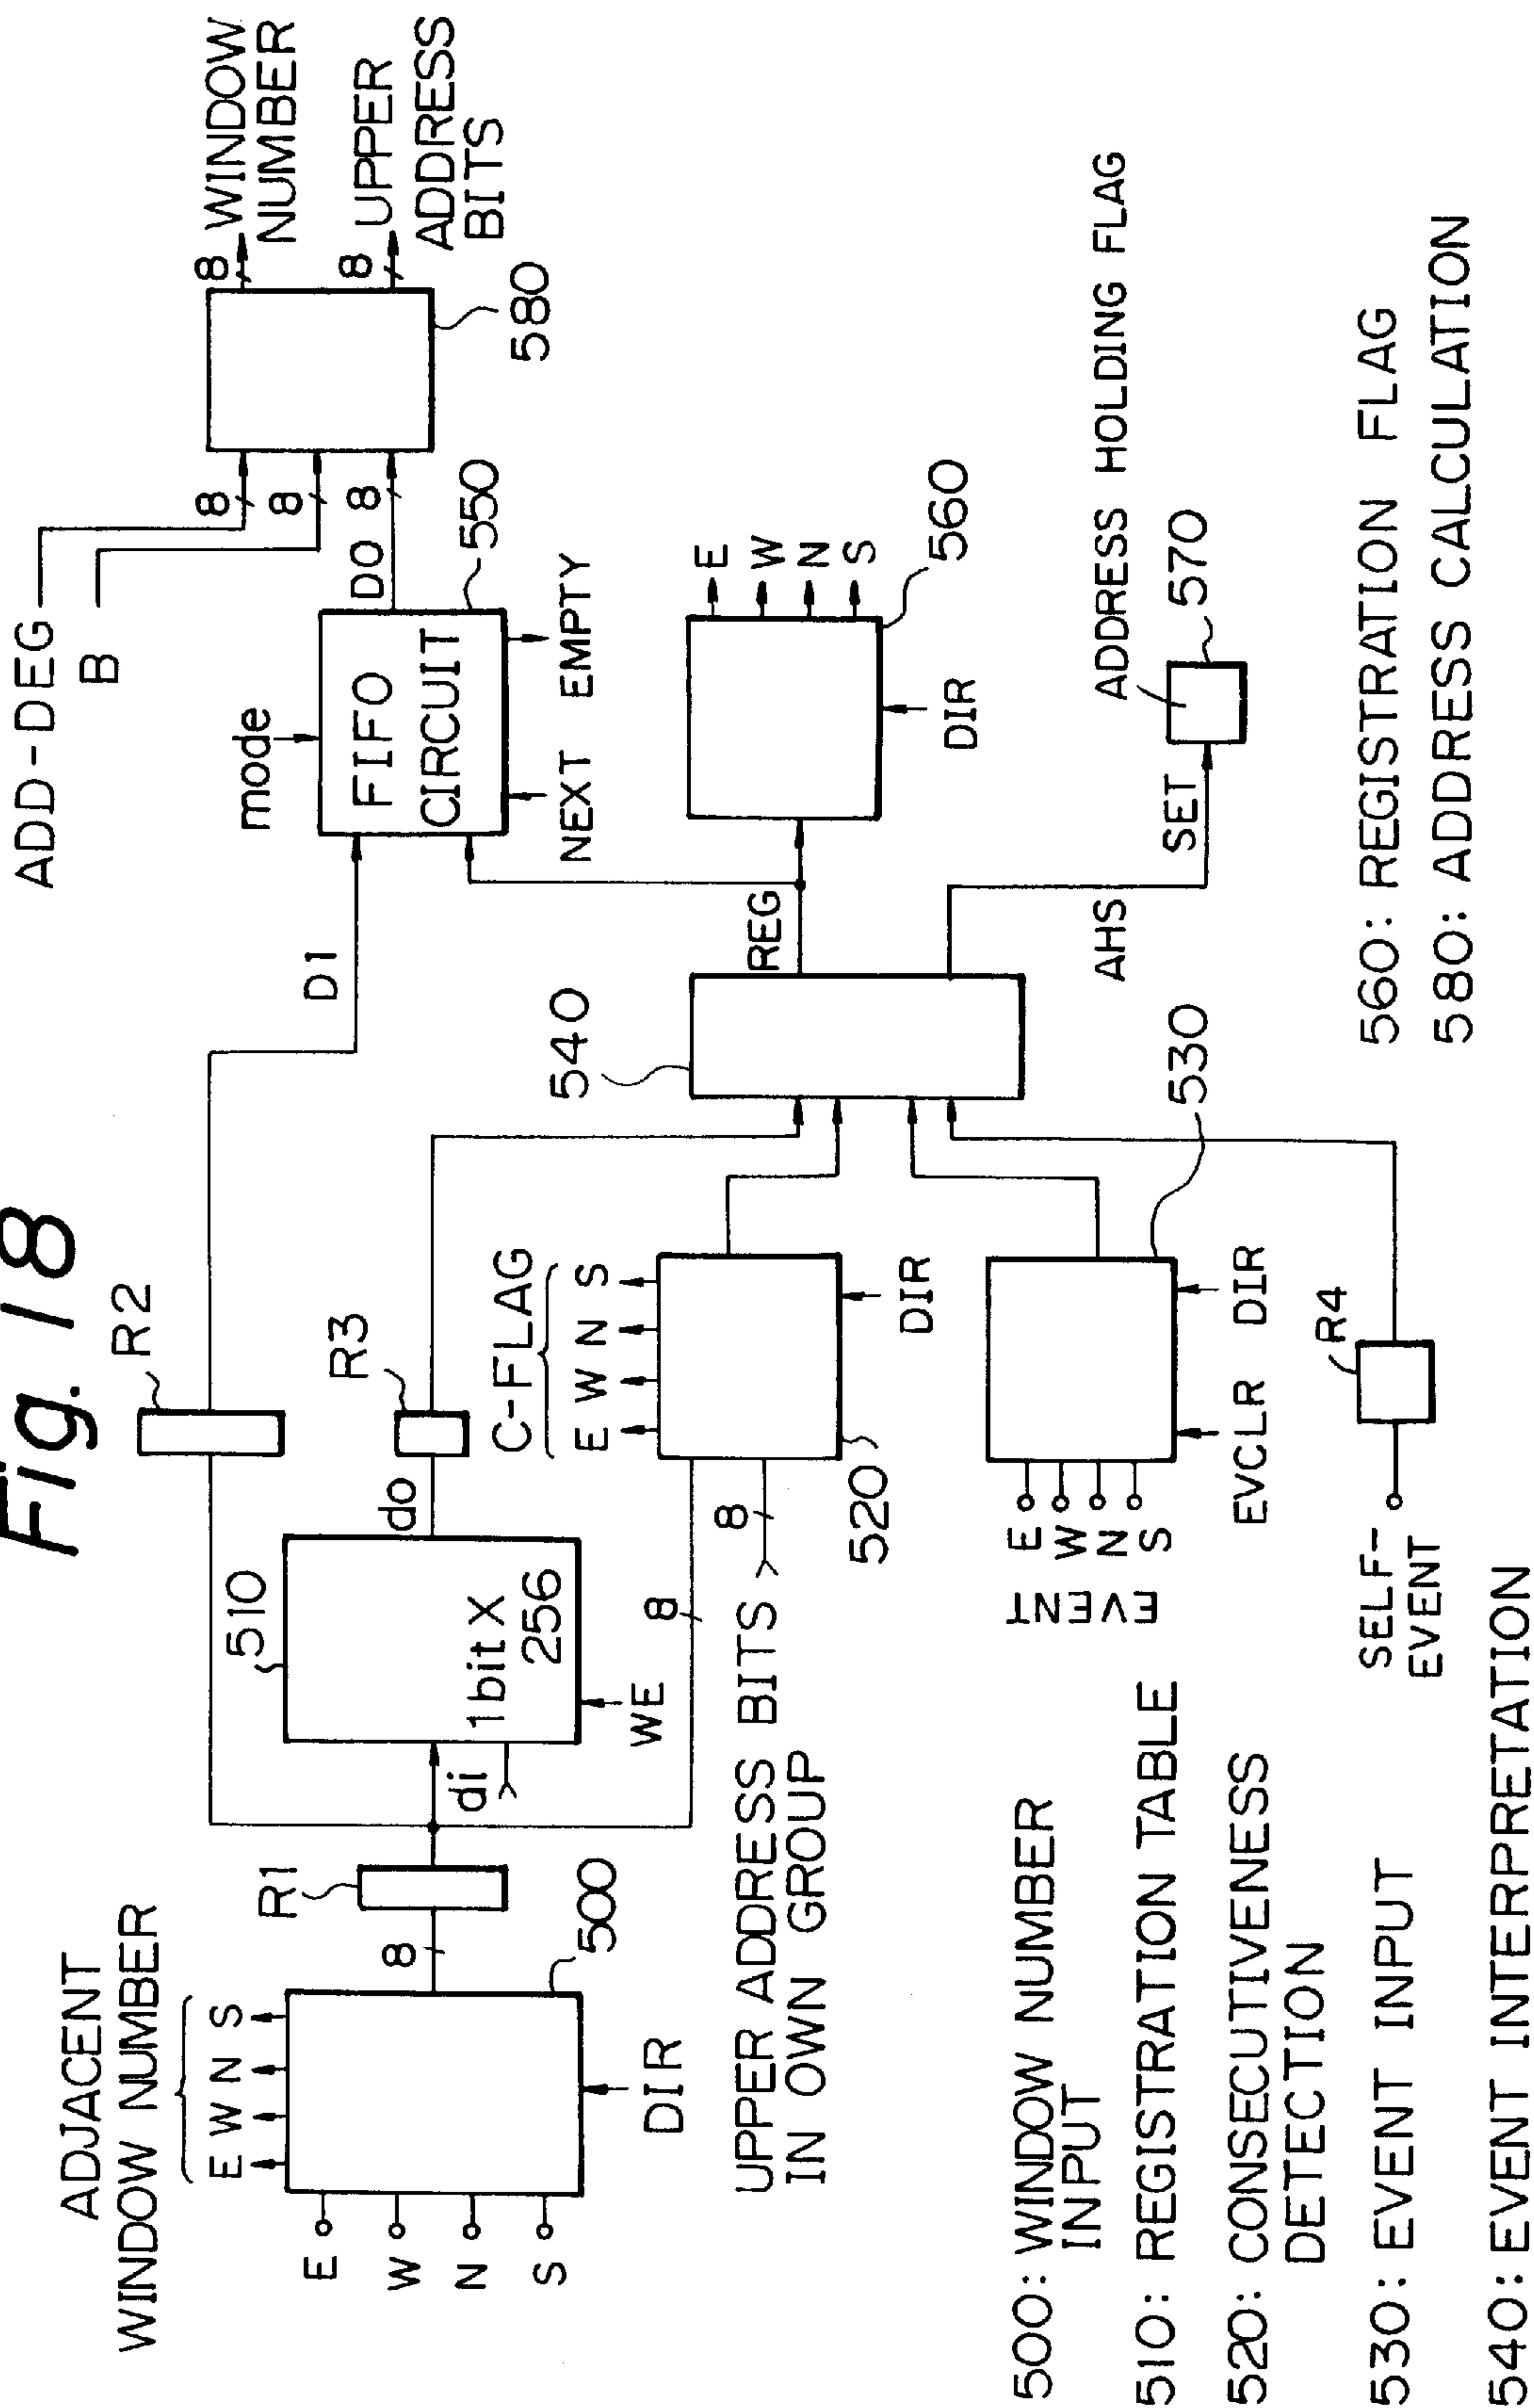 Fig. 18
ADJACENT
WINDOW NUMBER
E W N S
E
W
N
S
DIR
500
8
R1
R2
510
di
1bit X
256
WE
do
R3
D1
8
UPPER ADDRESS BITS
IN OWN GROUP
8
C-FLAG
E W N S
520
DIR
EVENT
E
W
N
S
EVCLR DIR
530
SELF-
EVENT
R4
540
REG
AHS
SET
ADDRESS HOLDING FLAG
570
ADD-DEG
B
mode
FIFO
CIRCUIT
NEXT EMPTY
550
DO
8
8
8
580
8
WINDOW
NUMBER
8
UPPER
ADDRESS
BITS
E
W
N
S
DIR
560
500: WINDOW NUMBER
INPUT
510: REGISTRATION TABLE
520: CONSECUTIVENESS
DETECTION
530: EVENT INPUT
540: EVENT INTERPRETATION
560: REGISTRATION FLAG
580: ADDRESS CALCULATION